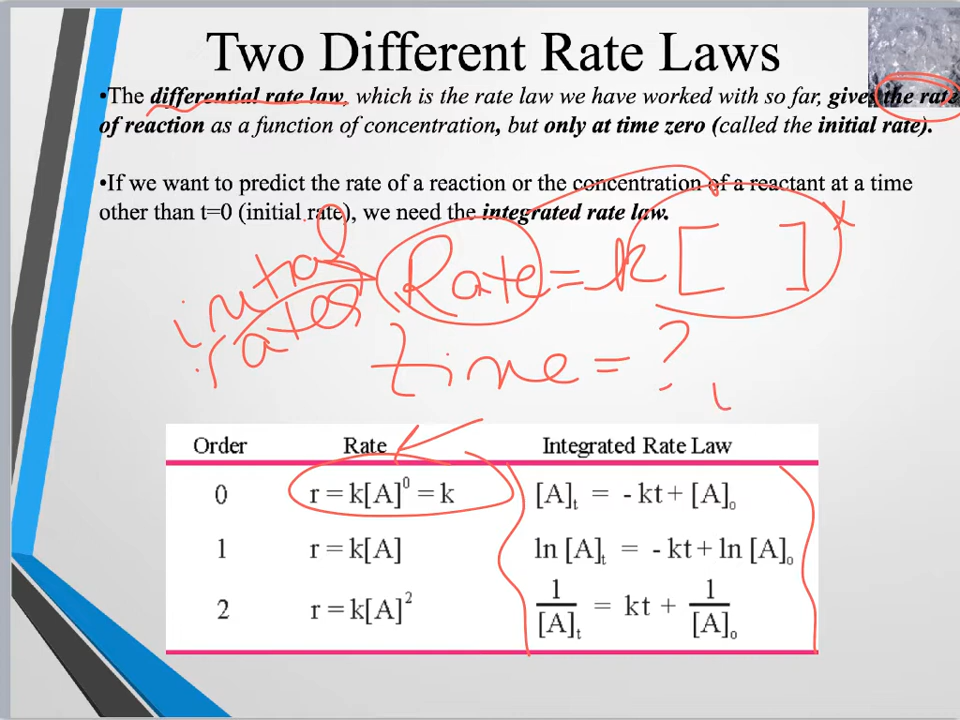 Two Different Rate Laws
•The differential rate law, which is the rate law we have worked with so far, gives the rate
of reaction as a function of concentration, but only at time zero (called the initial rate).
•If we want to predict the rate of a reaction or the concentration of a reactant at a time
other than t=0 (initial rate), we need the integrated rate law.
initial
rates
Rate = k [ ]ˣ
time = ?
Order Rate Integrated Rate Law
0 r = k[A]⁰ = k [A]ₜ = - kt + [A]ₒ
1 r = k[A] ln [A]ₜ = - kt + ln [A]ₒ
2 r = k[A]² 1/[A]ₜ = kt + 1/[A]ₒ